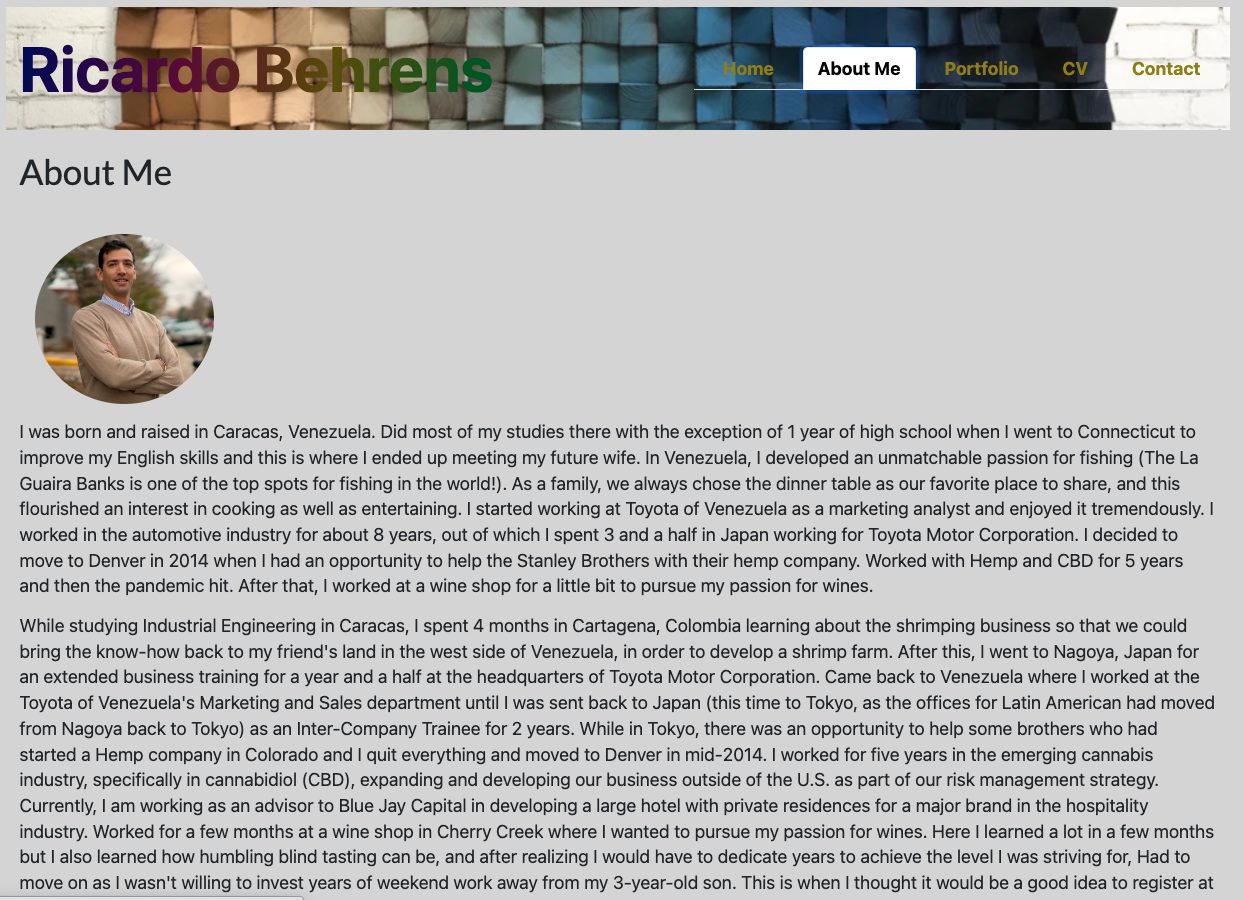 Ricardo Behrens
Home
About Me
Portfolio
CV
Contact
About Me
I was born and raised in Caracas, Venezuela. Did most of my studies there with the exception of 1 year of high school when I went to Connecticut to
improve my English skills and this is where I ended up meeting my future wife. In Venezuela, I developed an unmatchable passion for fishing (The La
Guaira Banks is one of the top spots for fishing in the world!). As a family, we always chose the dinner table as our favorite place to share, and this
flourished an interest in cooking as well as entertaining. I started working at Toyota of Venezuela as a marketing analyst and enjoyed it tremendously. I
worked in the automotive industry for about 8 years, out of which I spent 3 and a half in Japan working for Toyota Motor Corporation. I decided to
move to Denver in 2014 when I had an opportunity to help the Stanley Brothers with their hemp company. Worked with Hemp and CBD for 5 years
and then the pandemic hit. After that, I worked at a wine shop for a little bit to pursue my passion for wines.
While studying Industrial Engineering in Caracas, I spent 4 months in Cartagena, Colombia learning about the shrimping business so that we could
bring the know-how back to my friend's land in the west side of Venezuela, in order to develop a shrimp farm. After this, I went to Nagoya, Japan for
an extended business training for a year and a half at the headquarters of Toyota Motor Corporation. Came back to Venezuela where I worked at the
Toyota of Venezuela's Marketing and Sales department until I was sent back to Japan (this time to Tokyo, as the offices for Latin American had moved
from Nagoya back to Tokyo) as an Inter-Company Trainee for 2 years. While in Tokyo, there was an opportunity to help some brothers who had
started a Hemp company in Colorado and I quit everything and moved to Denver in mid-2014. I worked for five years in the emerging cannabis
industry, specifically in cannabidiol (CBD), expanding and developing our business outside of the U.S. as part of our risk management strategy.
Currently, I am working as an advisor to Blue Jay Capital in developing a large hotel with private residences for a major brand in the hospitality
industry. Worked for a few months at a wine shop in Cherry Creek where I wanted to pursue my passion for wines. Here I learned a lot in a few months
but I also learned how humbling blind tasting can be, and after realizing I would have to dedicate years to achieve the level I was striving for, Had to
move on as I wasn't willing to invest years of weekend work away from my 3-year-old son. This is when I thought it would be a good idea to register at